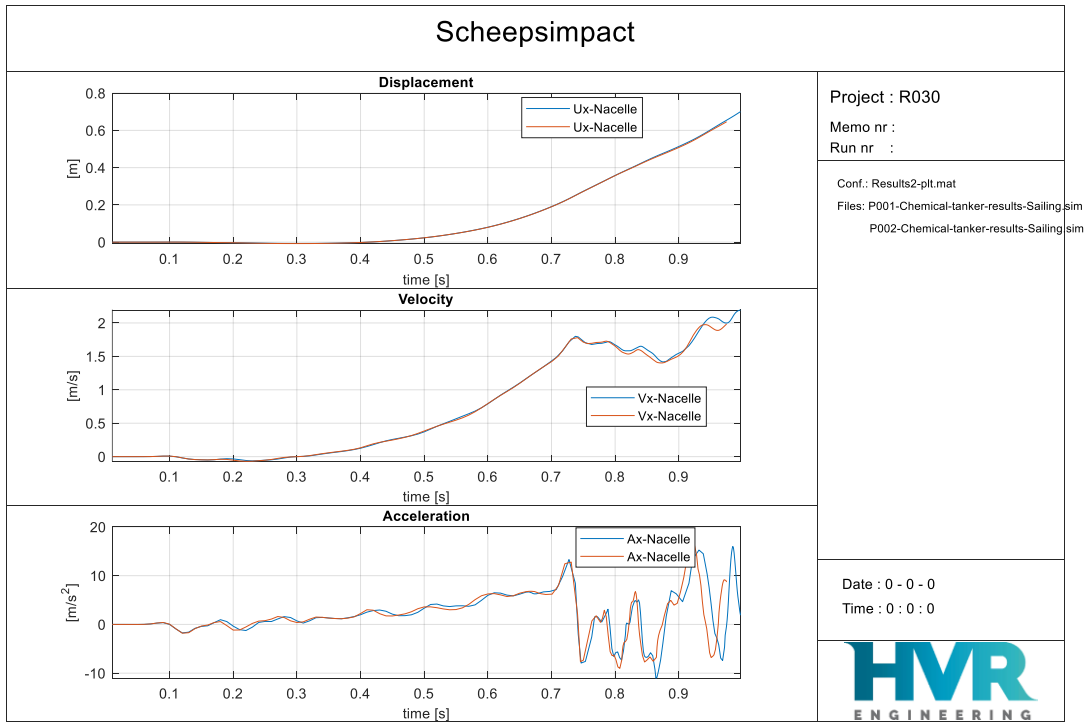 Scheepsimpact
Displacement
0.8
0.6
0.4
0.2
0
[m]
Ux-Nacelle
Ux-Nacelle
0.1 0.2 0.3 0.4 0.5 0.6 0.7 0.8 0.9
time [s]
Velocity
2
1.5
1
0.5
0
[m/s]
Vx-Nacelle
Vx-Nacelle
0.1 0.2 0.3 0.4 0.5 0.6 0.7 0.8 0.9
time [s]
Acceleration
20
10
0
-10
[m/s²]
Ax-Nacelle
Ax-Nacelle
0.1 0.2 0.3 0.4 0.5 0.6 0.7 0.8 0.9
time [s]
Project : R030
Memo nr :
Run nr :
Conf.: Results2-plt.mat
Files: P001-Chemical-tanker-results-Sailing.sim
P002-Chemical-tanker-results-Sailing.sim
Date : 0 - 0 - 0
Time : 0 : 0 : 0
HVR
ENGINEERING